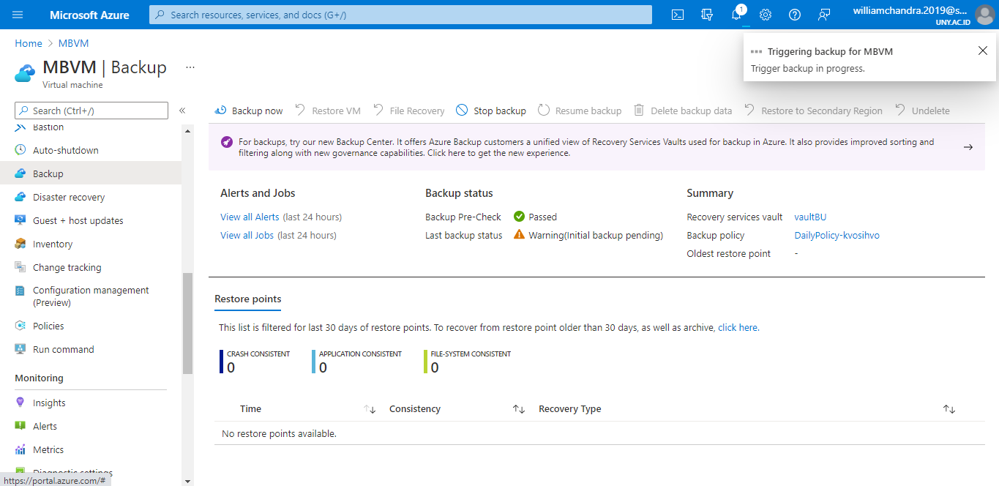 Microsoft Azure
Search resources, services, and docs (G+/)
1
williamchandra.2019@s...
UNY.AC.ID
Home > MBVM
Triggering backup for MBVM
Trigger backup in progress.
MBVM | Backup ...
Virtual machine
Search (Ctrl+/)
«
Bastion
Auto-shutdown
Backup
Disaster recovery
Guest + host updates
Inventory
Change tracking
Configuration management
(Preview)
Policies
Run command
Monitoring
Insights
Alerts
Metrics
Diagnostic settings
https://portal.azure.com/#
Backup now Restore VM File Recovery Stop backup Resume backup Delete backup data Restore to Secondary Region Undelete
For backups, try our new Backup Center. It offers Azure Backup customers a unified view of Recovery Services Vaults used for backup in Azure. It also provides improved sorting and
filtering along with new governance capabilities. Click here to get the new experience.
Alerts and Jobs
View all Alerts (last 24 hours)
View all Jobs (last 24 hours)
Backup status
Backup Pre-Check Passed
Last backup status Warning(Initial backup pending)
Summary
Recovery services vault vaultBU
Backup policy DailyPolicy-kvosihvo
Oldest restore point -
Restore points
This list is filtered for last 30 days of restore points. To recover from restore point older than 30 days, as well as archive, click here.
CRASH CONSISTENT
0
APPLICATION CONSISTENT
0
FILE-SYSTEM CONSISTENT
0
Time Consistency Recovery Type
No restore points available.